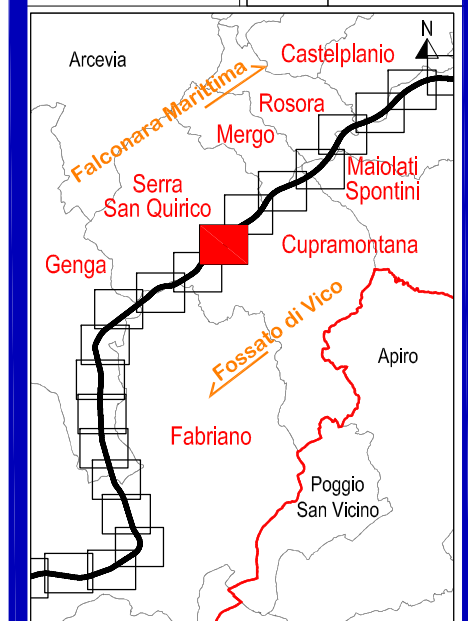 N
Arcevia
Castelplanio
Falconara Marittima
Rosora
Mergo
Maiolati
Spontini
Serra
San Quirico
Cupramontana
Genga
Fossato di Vico
Apiro
Fabriano
Poggio
San Vicino